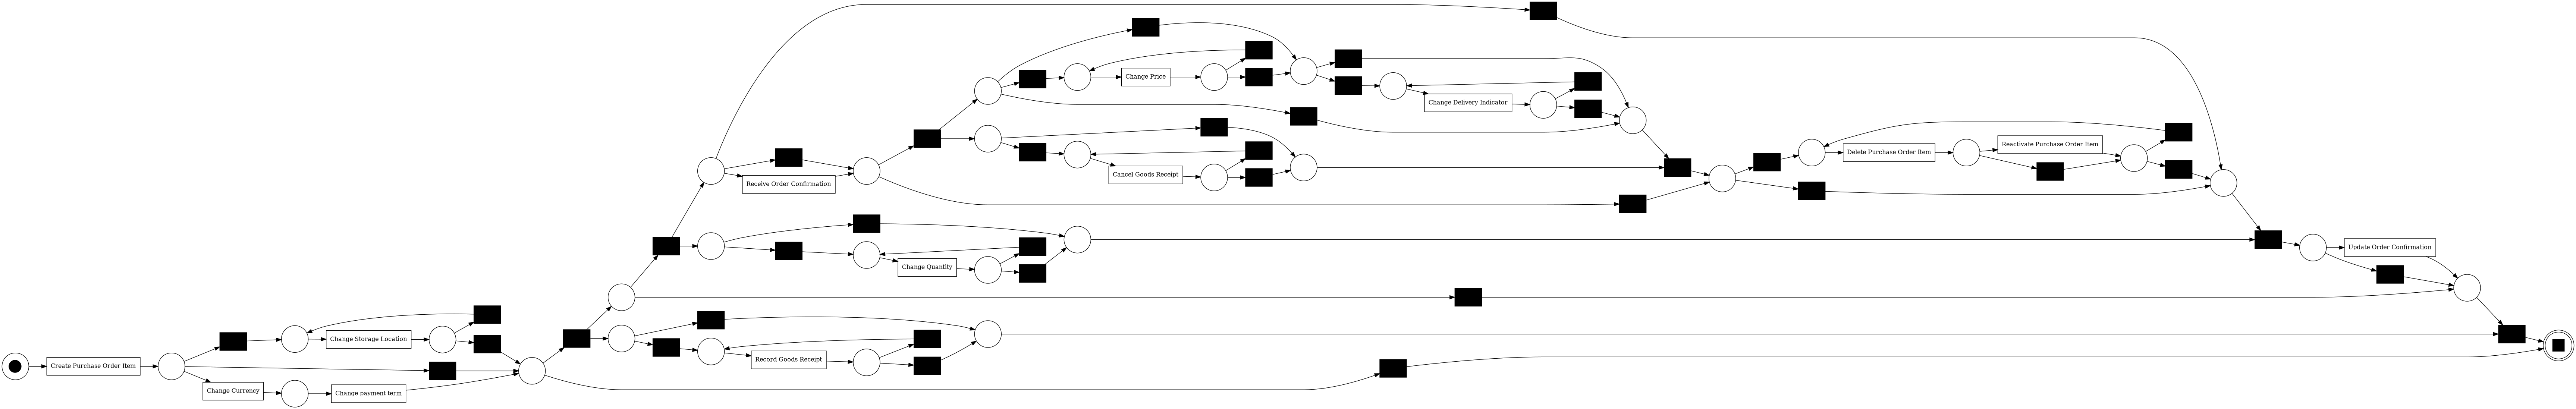 Create Purchase Order Item
Change Storage Location
Change Currency
Change payment term
Receive Order Confirmation
Change Quantity
Record Goods Receipt
Change Price
Change Delivery Indicator
Cancel Goods Receipt
Delete Purchase Order Item
Reactivate Purchase Order Item
Update Order Confirmation